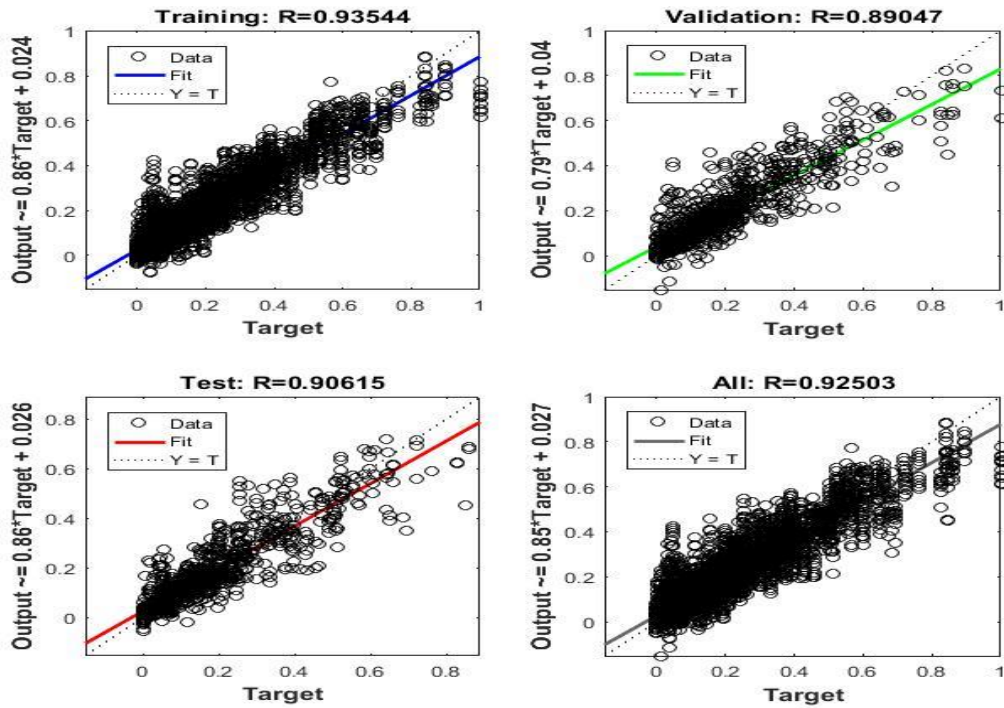 Training: R=0.93544
Output ~= 0.86*Target + 0.024
1
0.8
0.6
0.4
0.2
0
Data
Fit
Y = T
0 0.2 0.4 0.6 0.8 1
Target
Validation: R=0.89047
Output ~= 0.79*Target + 0.04
1
0.8
0.6
0.4
0.2
0
Data
Fit
Y = T
0 0.2 0.4 0.6 0.8 1
Target
Test: R=0.90615
Output ~= 0.86*Target + 0.026
0.8
0.6
0.4
0.2
0
Data
Fit
Y = T
0 0.2 0.4 0.6 0.8
Target
All: R=0.92503
Output ~= 0.85*Target + 0.027
1
0.8
0.6
0.4
0.2
0
Data
Fit
Y = T
0 0.2 0.4 0.6 0.8 1
Target